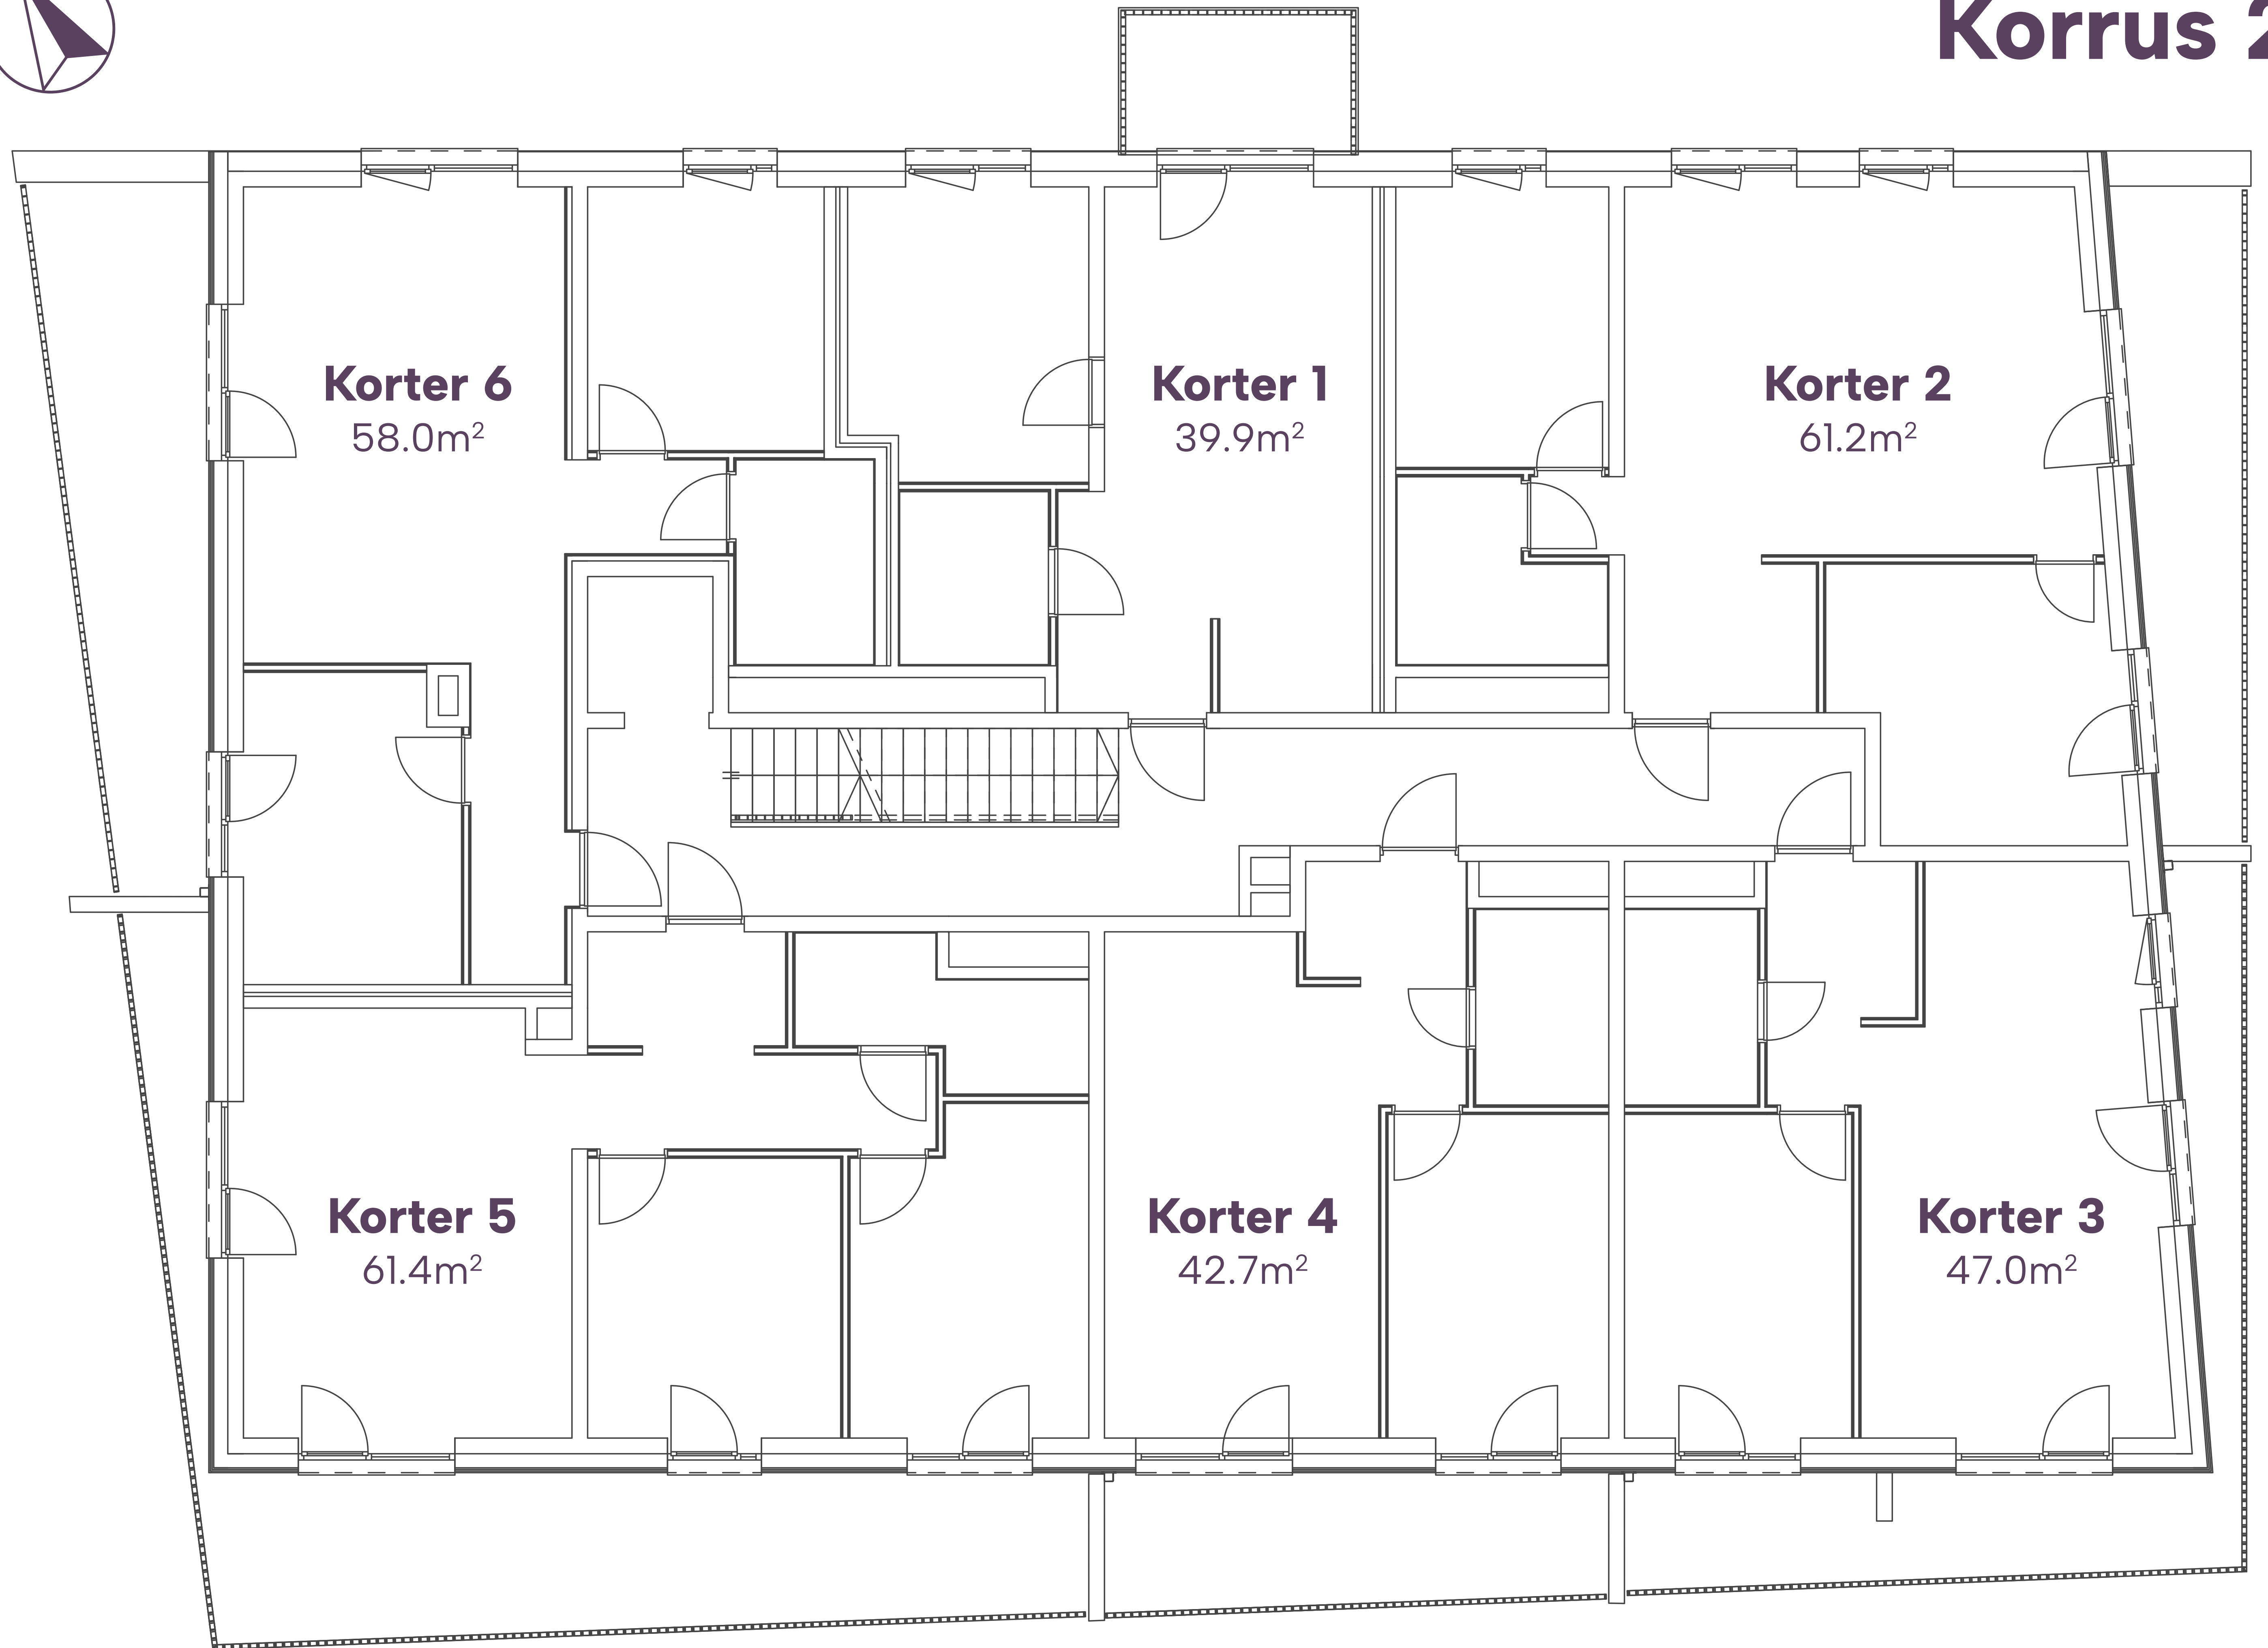 Korrus 2
Korter 6
58.0m²
Korter 1
39.9m²
Korter 2
61.2m²
Korter 5
61.4m²
Korter 4
42.7m²
Korter 3
47.0m²